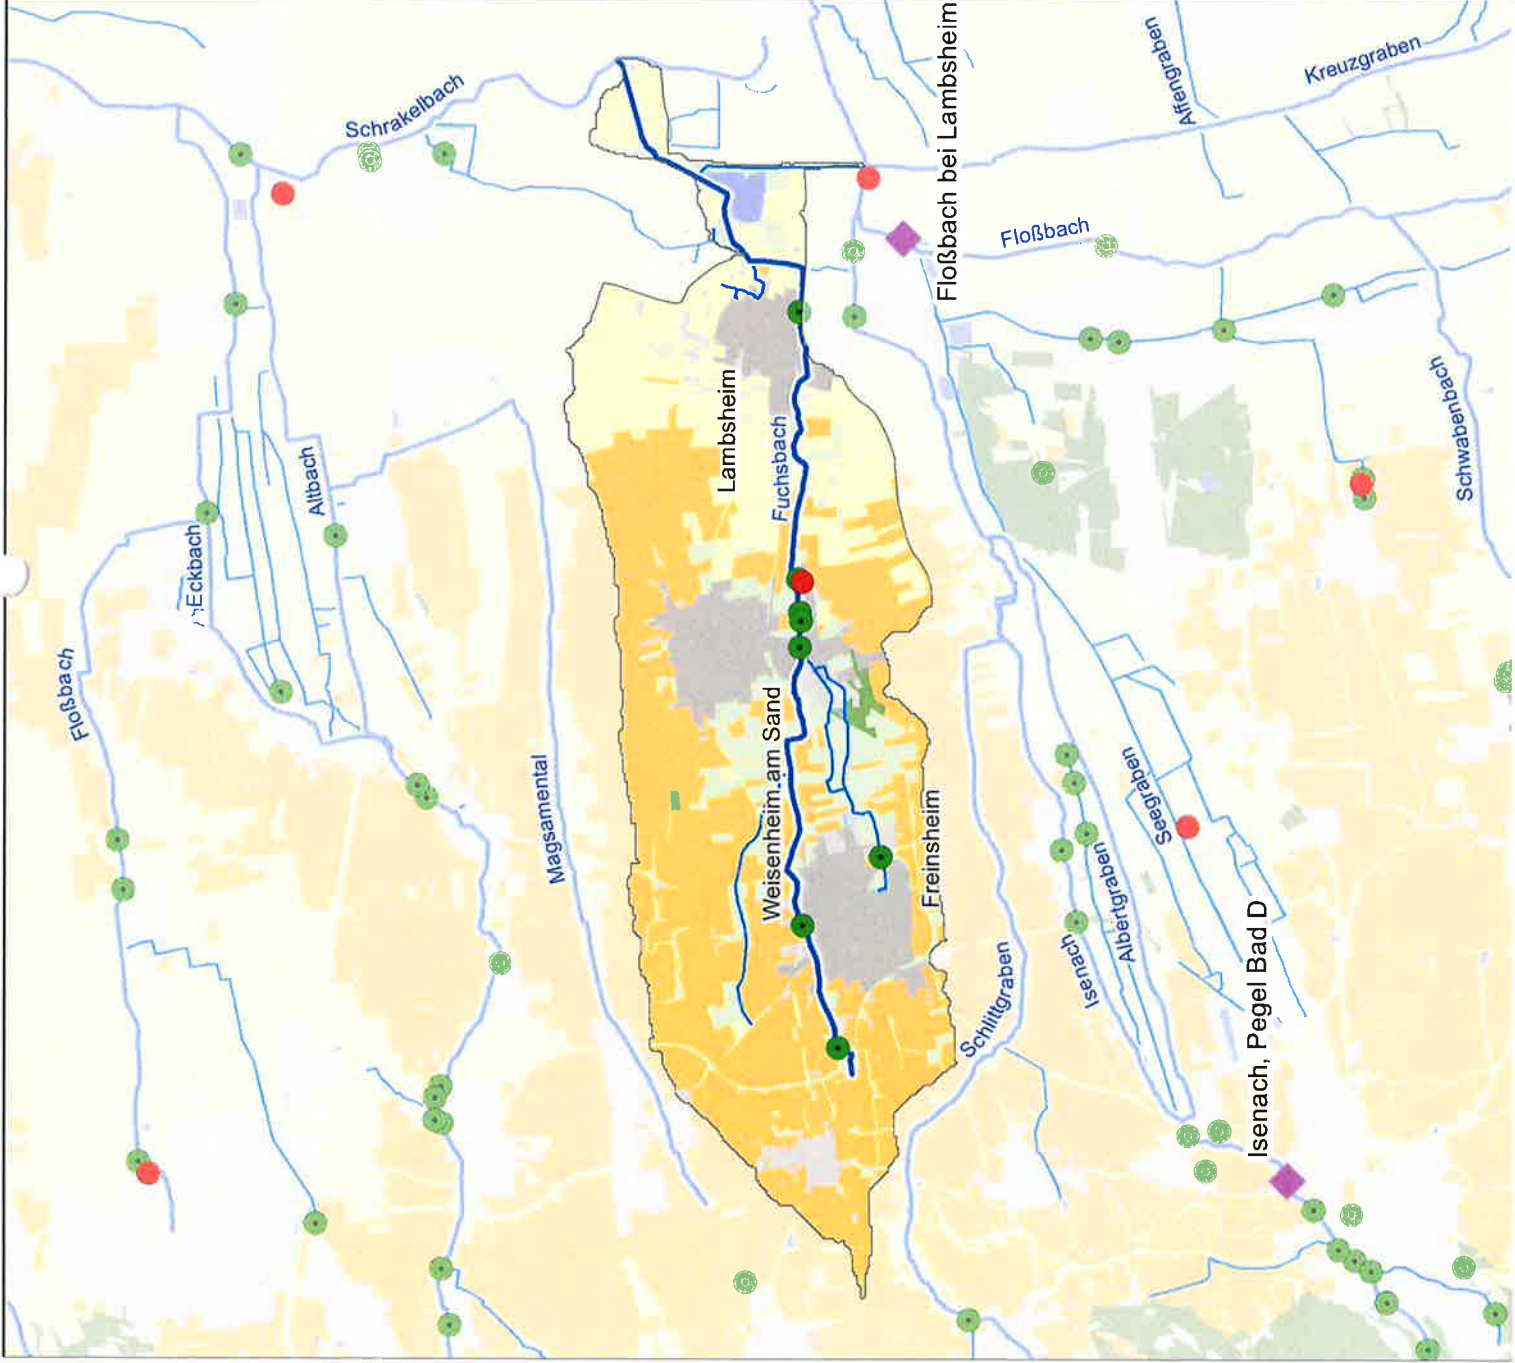 Schrakelbach
Floßbach bei Lambsheim
Affengraben
Kreuzgraben
Floßbach
Eckbach
Altbach
Lambsheim
Fuchsbach
Schwabenbach
Floßbach
Magsamental
Weisenheim am Sand
Freinsheim
Seegraben
Albertgraben
Isenach
Schlittgraben
Isenach, Pegel Bad D